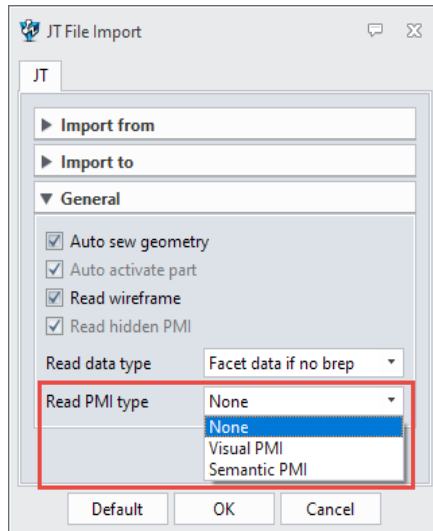 JT File Import
JT
Import from
Import to
General
Auto sew geometry
Auto activate part
Read wireframe
Read hidden PMI
Read data type Facet data if no brep
Read PMI type None
None
Visual PMI
Semantic PMI
Default OK Cancel